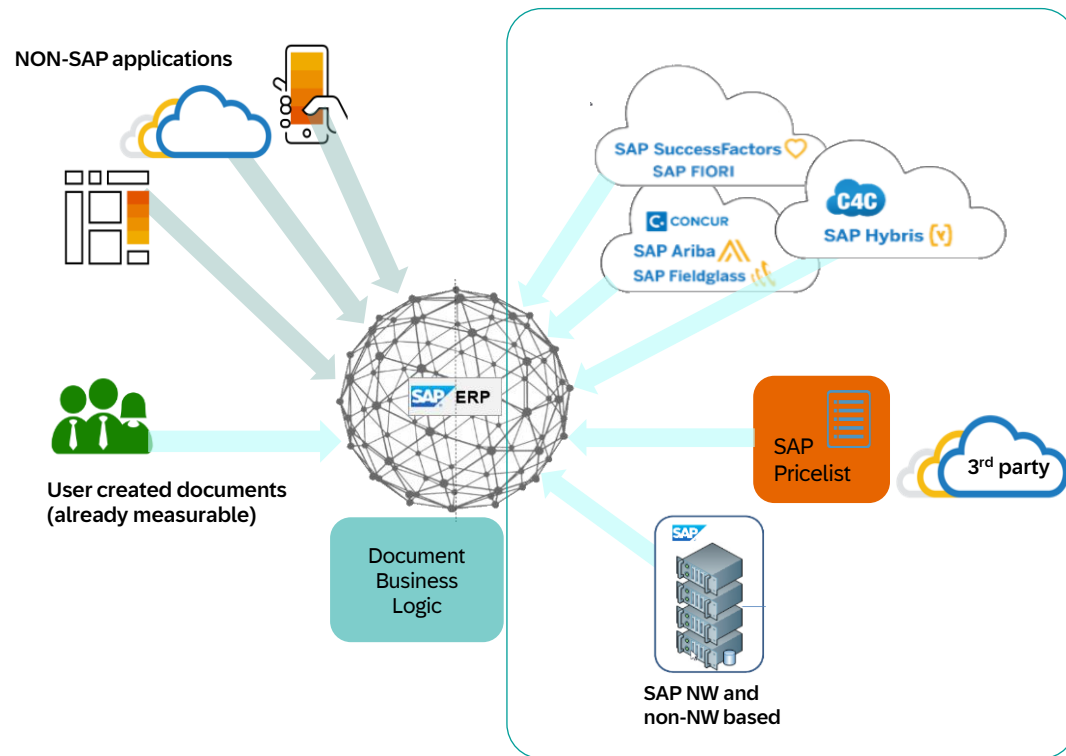 NON-SAP applications
SAP SuccessFactors
SAP FIORI
C4C
SAP Hybris
C.
CONCUR
SAP Ariba
SAP Fieldglass
SAP ERP
SAP
Pricelist
3rd party
User created documents
(already measurable)
Document
Business
Logic
SAP
SAP NW and
non-NW based